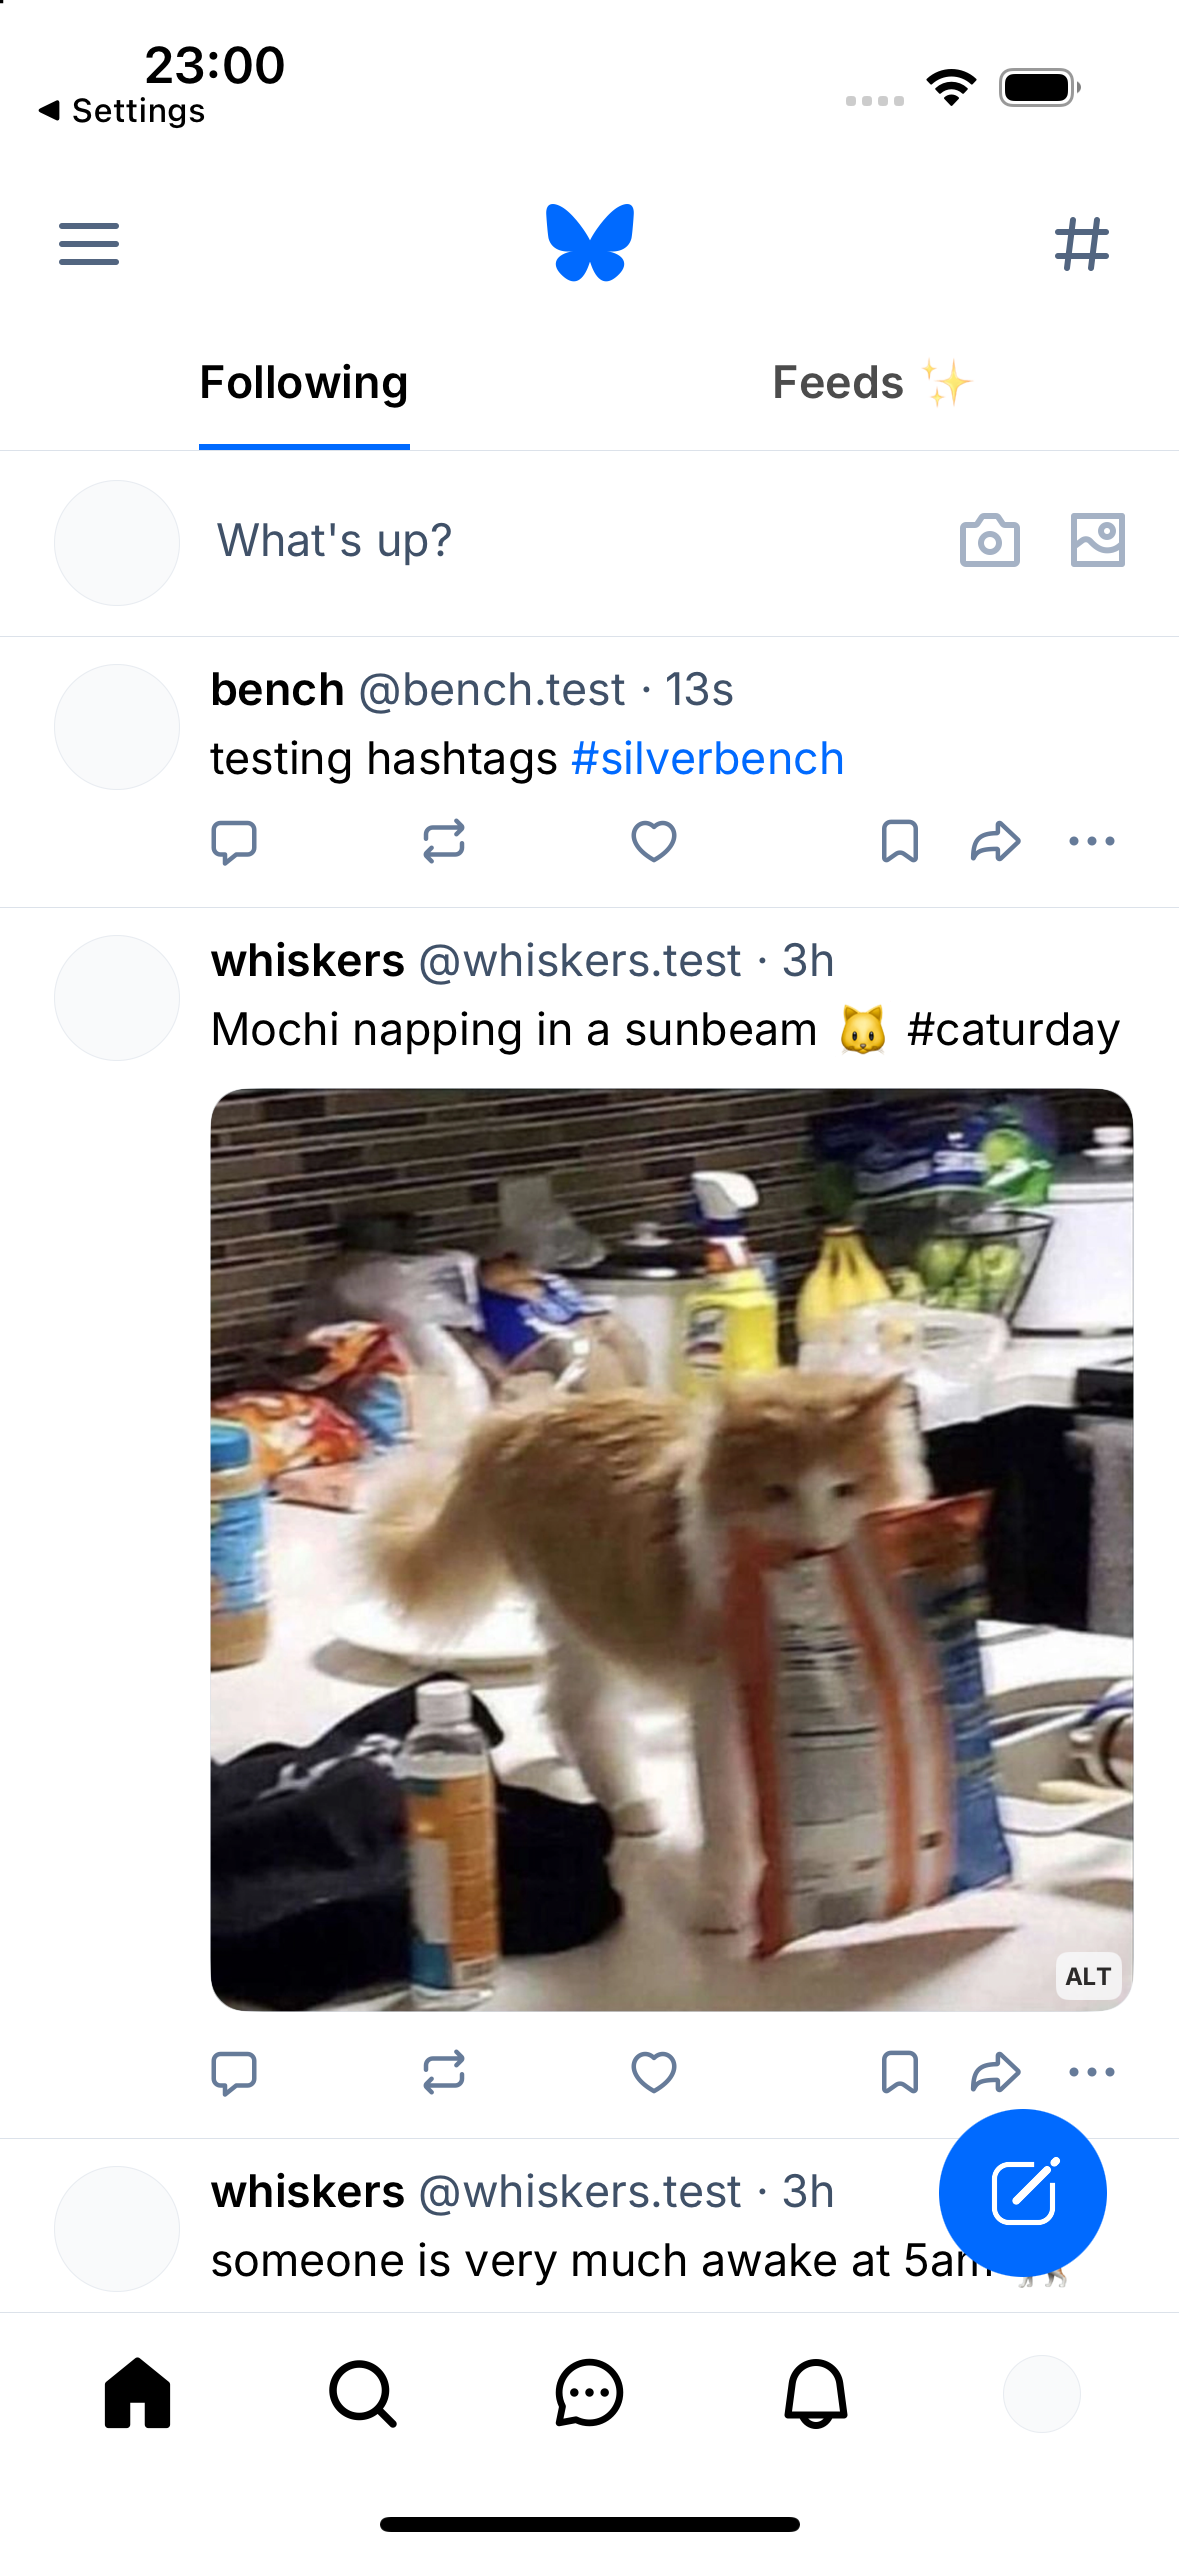 23:00
◀ Settings
Following
Feeds ✨
What's up?
bench @bench.test · 13s
testing hashtags #silverbench
whiskers @whiskers.test · 3h
Mochi napping in a sunbeam 🐱 #caturday
ALT
whiskers @whiskers.test · 3h
someone is very much awake at 5am